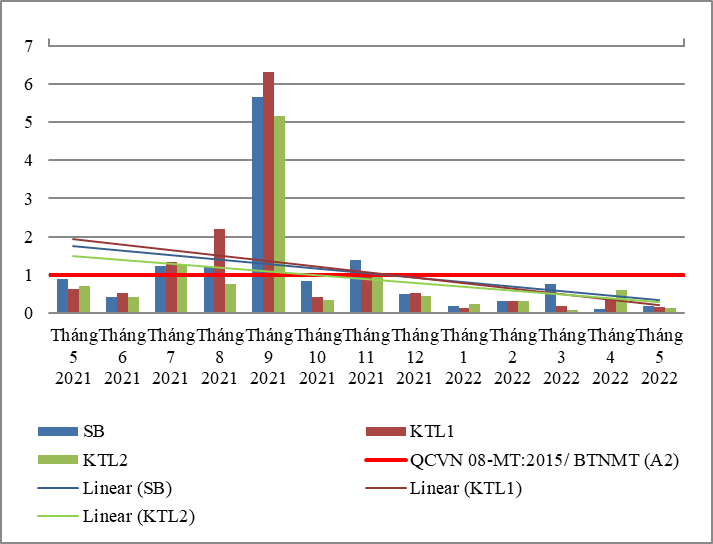 7
6
5
4
3
2
1
0
Tháng Tháng Tháng Tháng Tháng Tháng Tháng Tháng Tháng Tháng Tháng Tháng Tháng
5 6 7 8 9 10 11 12 1 2 3 4 5
2021 2021 2021 2021 2021 2021 2021 2021 2022 2022 2022 2022 2022
SB KTL1
KTL2 QCVN 08-MT:2015/ BTNMT (A2)
Linear (SB) Linear (KTL1)
Linear (KTL2)